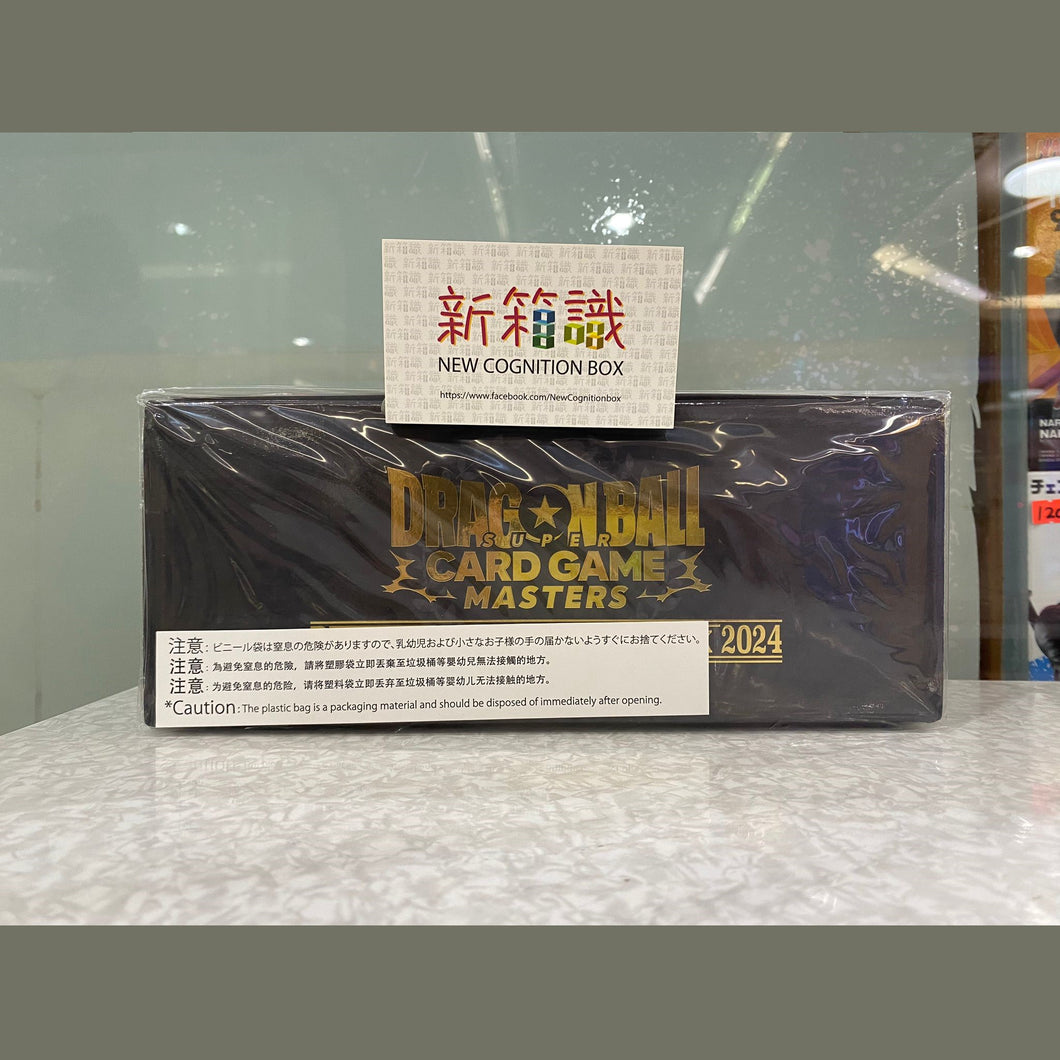 新箱識
NEW COGNITION BOX
https://www.facebook.com/NewCognitionbox
DRAGON BALL
SUPER
CARD GAME
MASTERS
2024
注意：ビニール袋は窒息の危険がありますので、乳幼児および小さなお子様の手の届かないようすぐにお捨てください。
注意：為避免窒息的危險，請將塑膠袋立即丟棄至垃圾桶等嬰幼兒無法接觸的地方。
注意：为避免窒息的危险，请将塑料袋立即丢弃至垃圾桶等婴幼儿无法接触的地方。
*Caution : The plastic bag is a packaging material and should be disposed of immediately after opening.